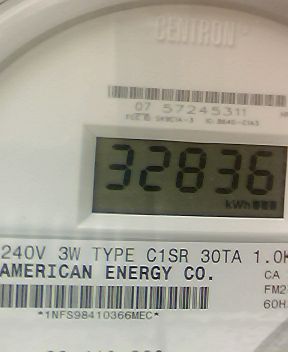 CENTRON
07 57245311
32836
kWh
240V 3W TYPE C1SR 30TA 1.0K
AMERICAN ENERGY CO.
CA
FM2
60H
*1NFS98410366MEC*